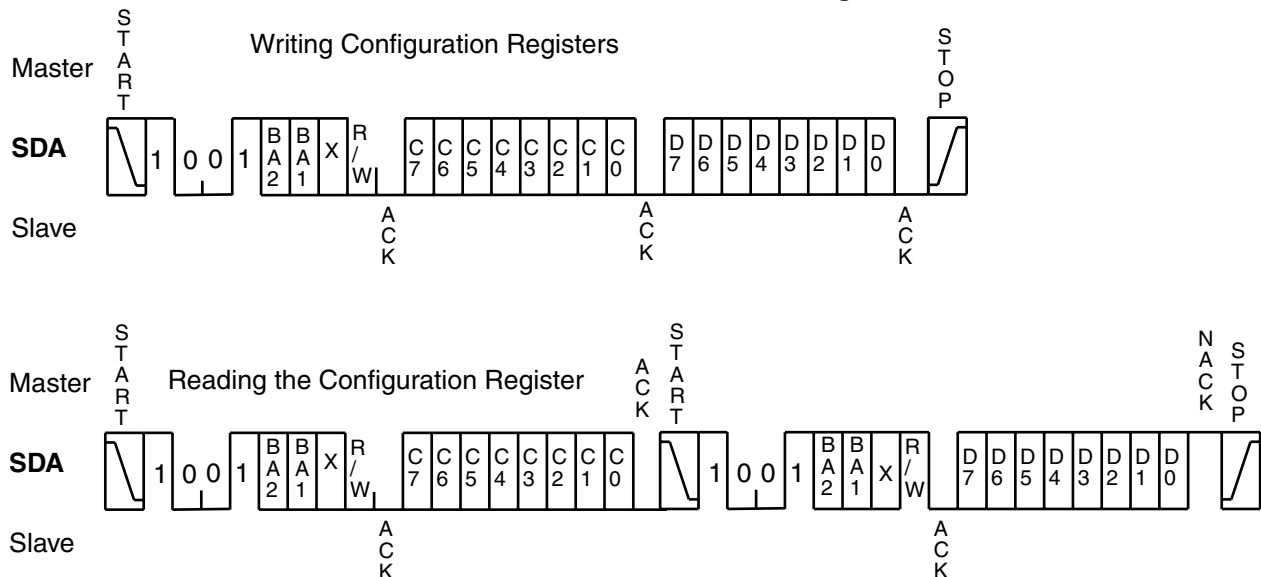 START
Writing Configuration Registers
STOP
Master
SDA
1 0 0 1 BA2 BA1 X R/W C7 C6 C5 C4 C3 C2 C1 C0 D7 D6 D5 D4 D3 D2 D1 D0
Slave
ACK ACK ACK
START
Reading the Configuration Register
ACK START NACK STOP
Master
SDA
1 0 0 1 BA2 BA1 X R/W C7 C6 C5 C4 C3 C2 C1 C0 1 0 0 1 BA2 BA1 X R/W D7 D6 D5 D4 D3 D2 D1 D0
Slave
ACK ACK